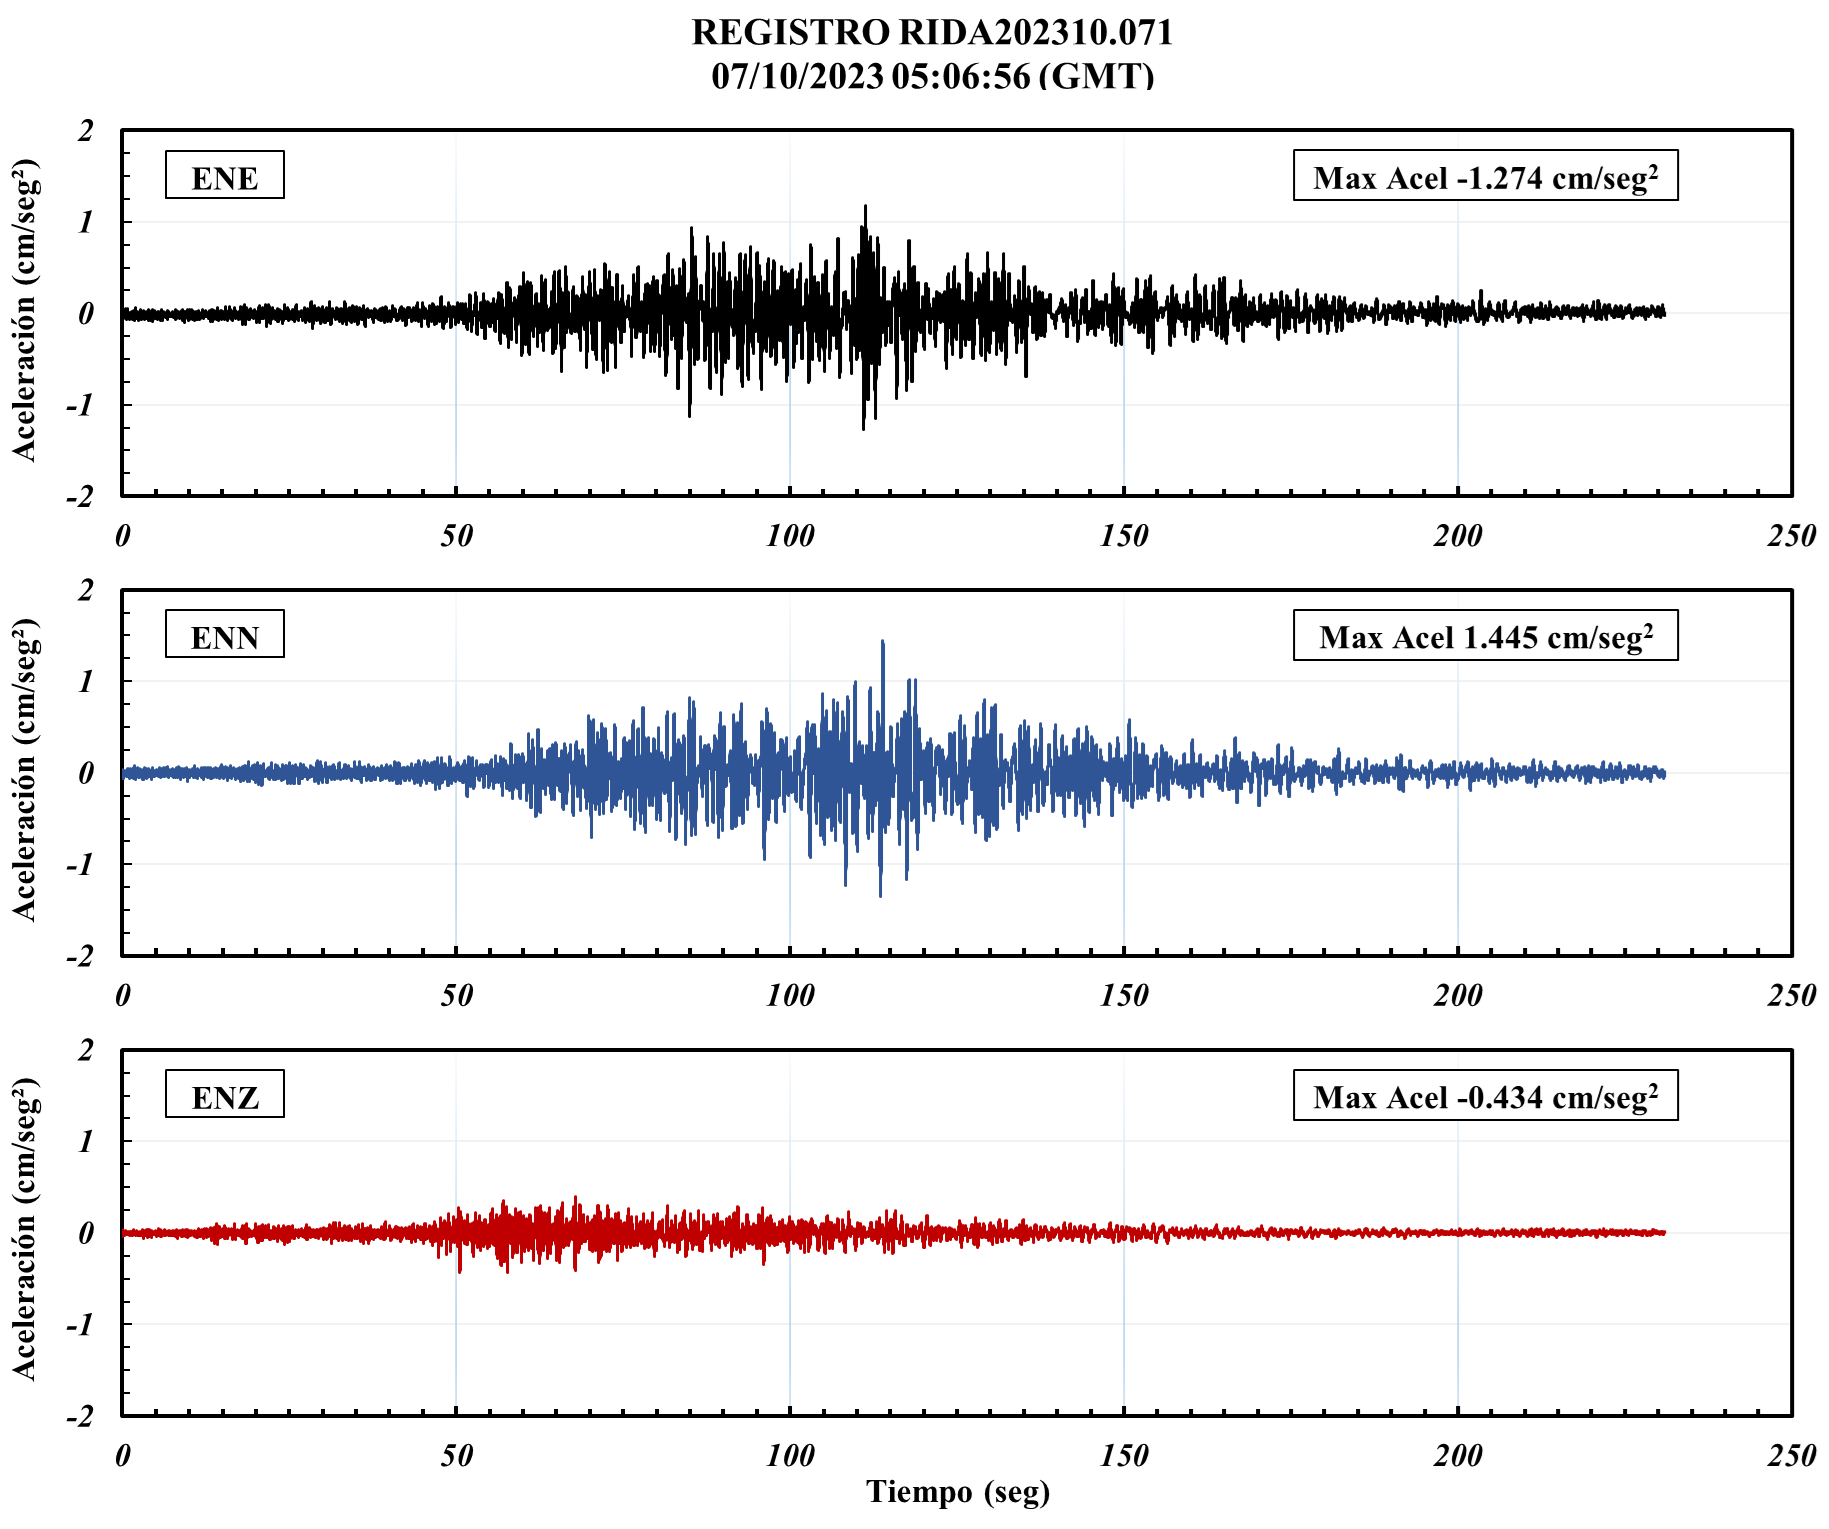 REGISTRO RIDA202310.071
07/10/2023 05:06:56 (GMT)
Aceleración (cm/seg²)
2
1
0
-1
-2
ENE
Max Acel -1.274 cm/seg²
0 50 100 150 200 250
Aceleración (cm/seg²)
2
1
0
-1
-2
ENN
Max Acel 1.445 cm/seg²
0 50 100 150 200 250
Aceleración (cm/seg²)
2
1
0
-1
-2
ENZ
Max Acel -0.434 cm/seg²
0 50 100 150 200 250
Tiempo (seg)